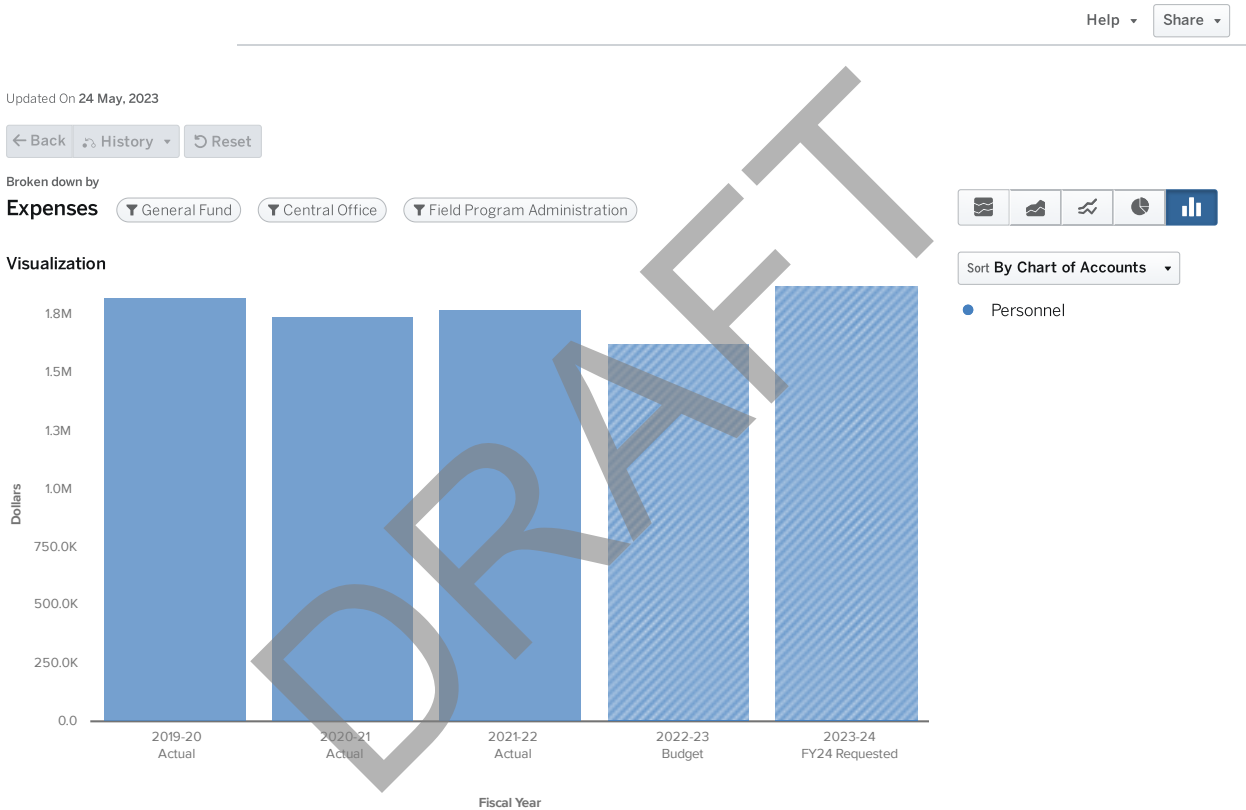 Help Share
Updated On 24 May, 2023
Back History Reset
Broken down by
Expenses General Fund Central Office Field Program Administration
Visualization
Sort By Chart of Accounts
Personnel
1.8M
1.5M
1.3M
1.0M
750.0K
500.0K
250.0K
0.0
Dollars
2019-20 2020-21 2021-22 2022-23 2023-24
Actual Actual Actual Budget FY24 Requested
Fiscal Year
DRAFT